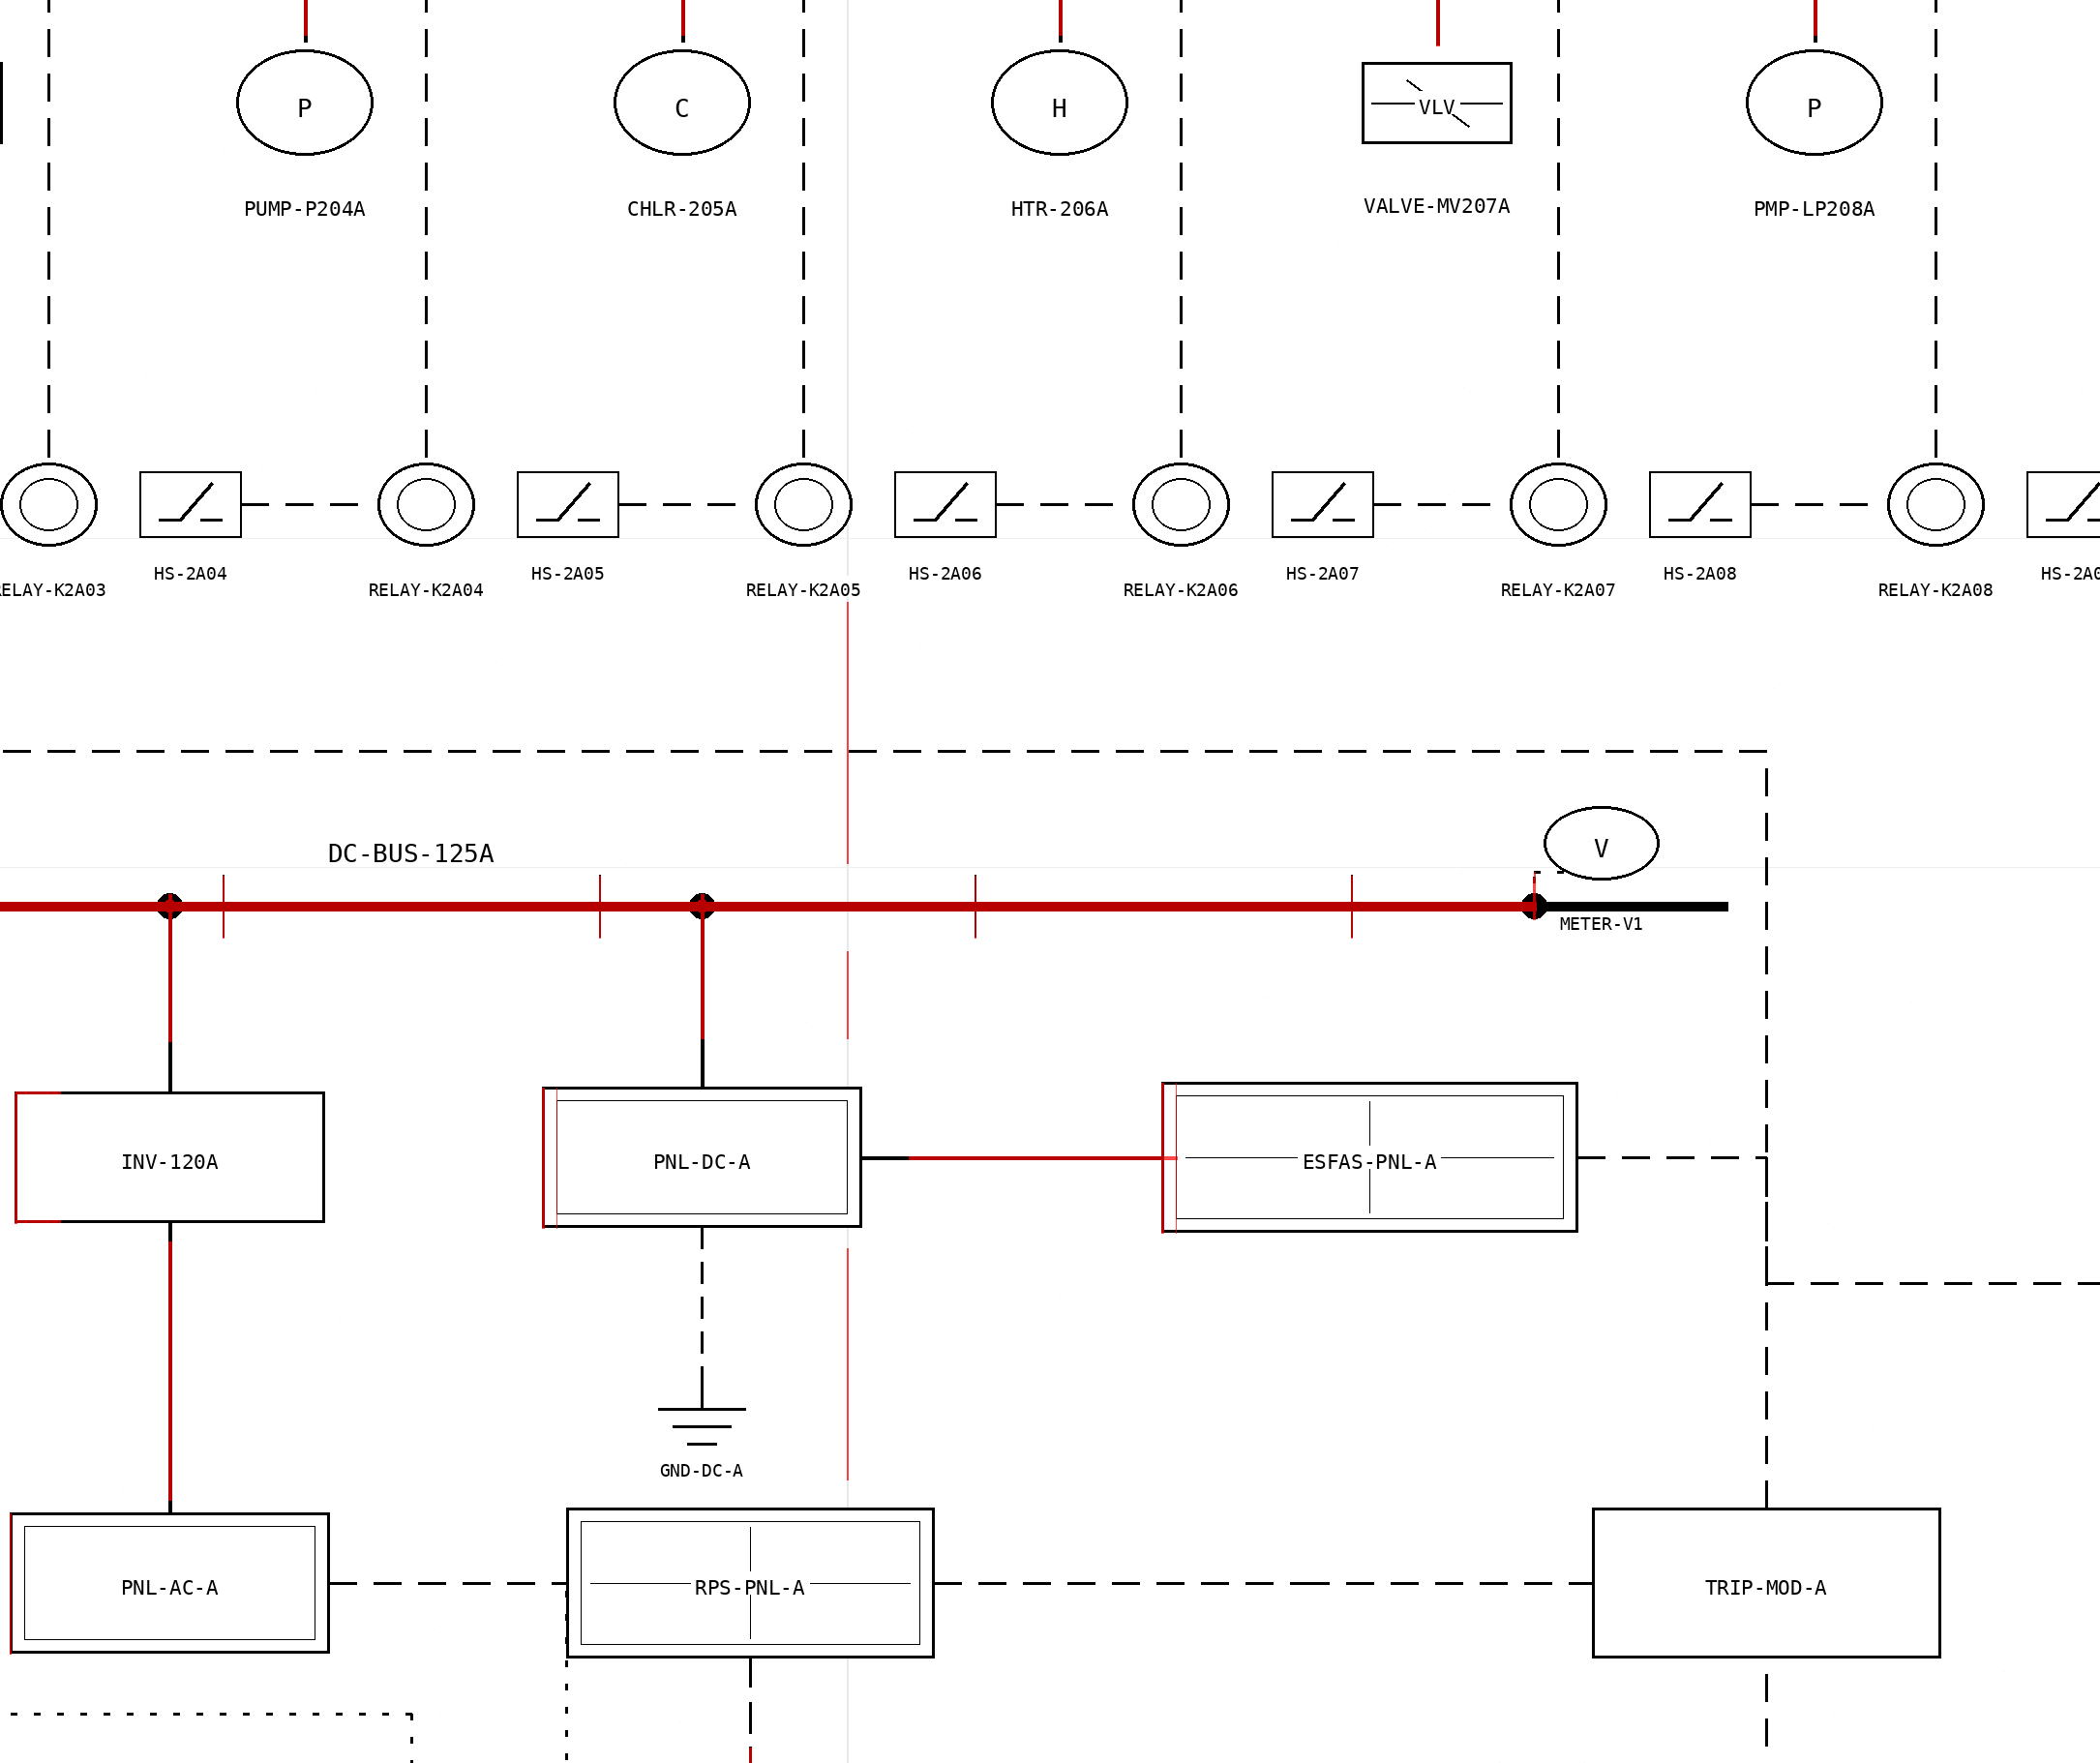 P
C
H
VLV
P
PUMP-P204A
CHLR-205A
HTR-206A
VALVE-MV207A
PMP-LP208A
HS-2A04
HS-2A05
HS-2A06
HS-2A07
HS-2A08
RELAY-K2A04
RELAY-K2A05
RELAY-K2A06
RELAY-K2A07
RELAY-K2A08
DC-BUS-125A
V
METER-V1
INV-120A
PNL-DC-A
ESFAS-PNL-A
GND-DC-A
PNL-AC-A
RPS-PNL-A
TRIP-MOD-A